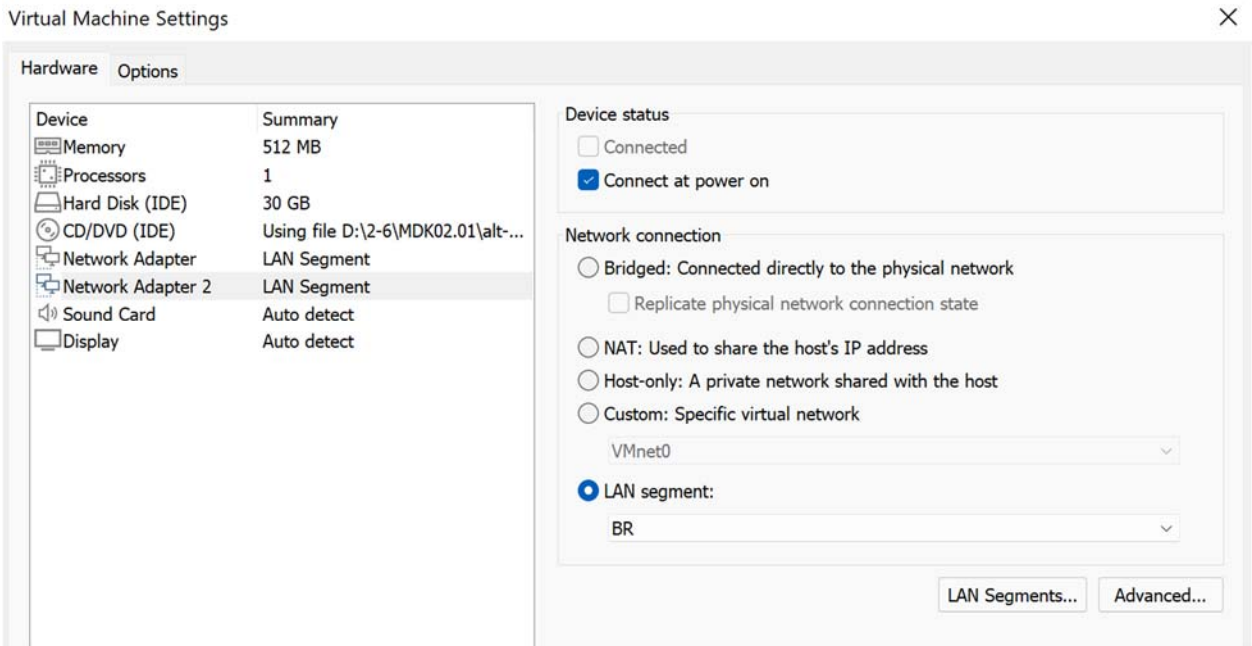 Virtual Machine Settings
Hardware Options
Device Summary
Memory 512 MB
Processors 1
Hard Disk (IDE) 30 GB
CD/DVD (IDE) Using file D:\2-6\MDK02.01\alt-...
Network Adapter LAN Segment
Network Adapter 2 LAN Segment
Sound Card Auto detect
Display Auto detect
Device status
Connected
Connect at power on
Network connection
Bridged: Connected directly to the physical network
Replicate physical network connection state
NAT: Used to share the host's IP address
Host-only: A private network shared with the host
Custom: Specific virtual network
VMnet0
LAN segment:
BR
LAN Segments... Advanced...